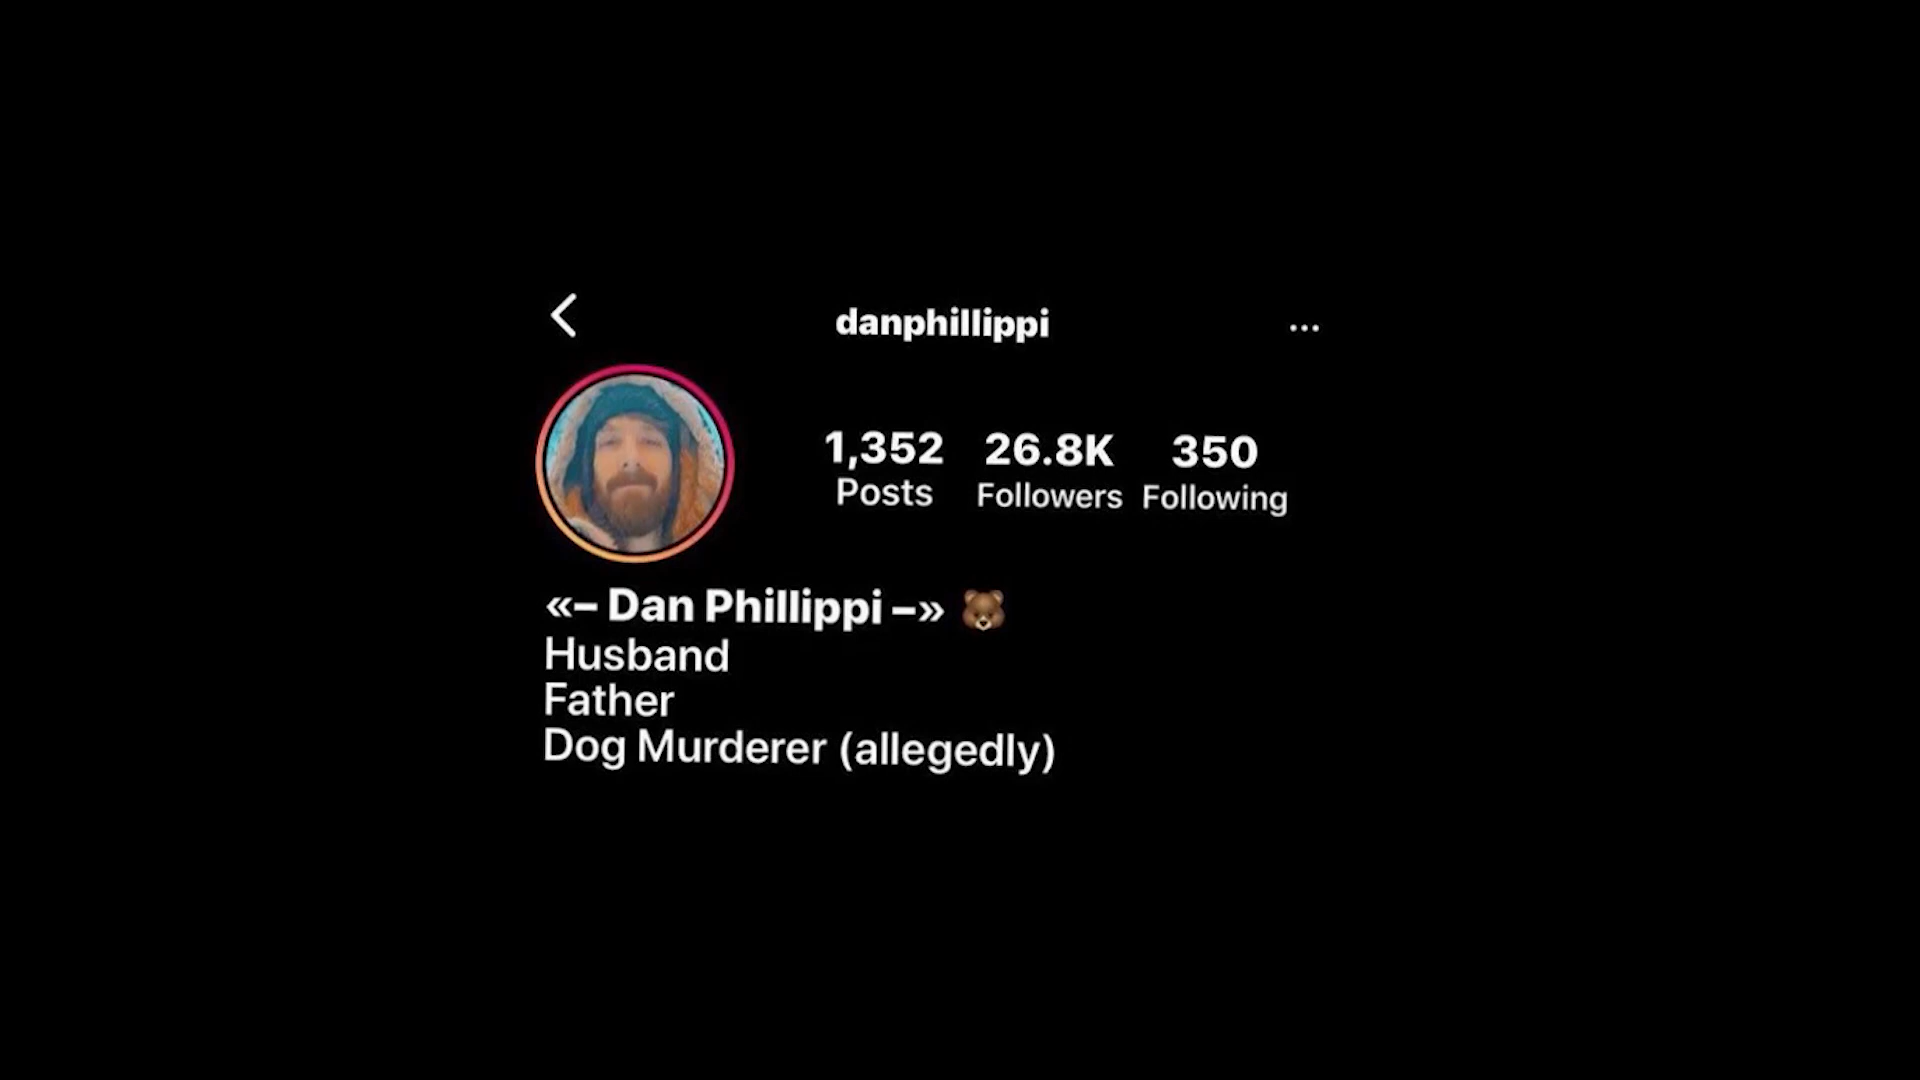 danphillippi
...
1,352 26.8K 350
Posts Followers Following
«– Dan Phillippi –» 🐻
Husband
Father
Dog Murderer (allegedly)